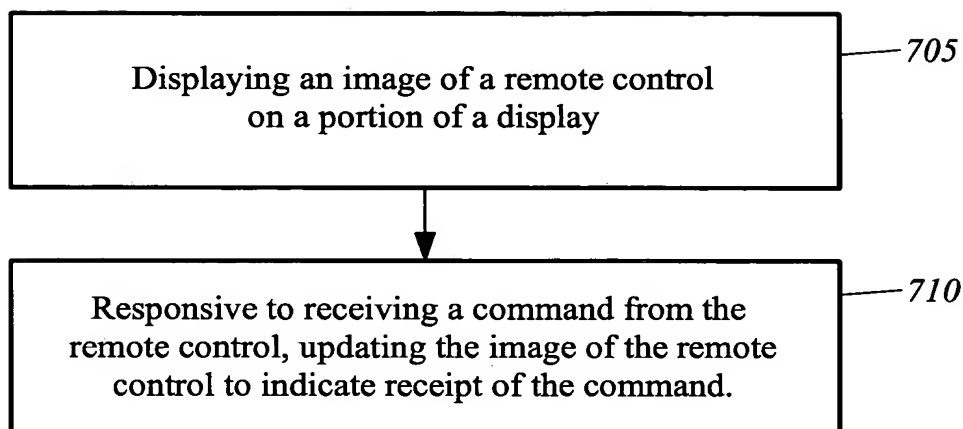 Displaying an image of a remote control
on a portion of a display
705
Responsive to receiving a command from the
remote control, updating the image of the remote
control to indicate receipt of the command.
710